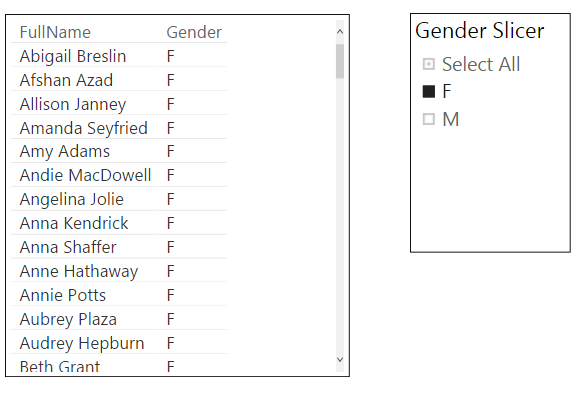 FullName Gender
Abigail Breslin F
Afshan Azad F
Allison Janney F
Amanda Seyfried F
Amy Adams F
Andie MacDowell F
Angelina Jolie F
Anna Kendrick F
Anna Shaffer F
Anne Hathaway F
Annie Potts F
Aubrey Plaza F
Audrey Hepburn F
Beth Grant F
Gender Slicer
Select All
F
M